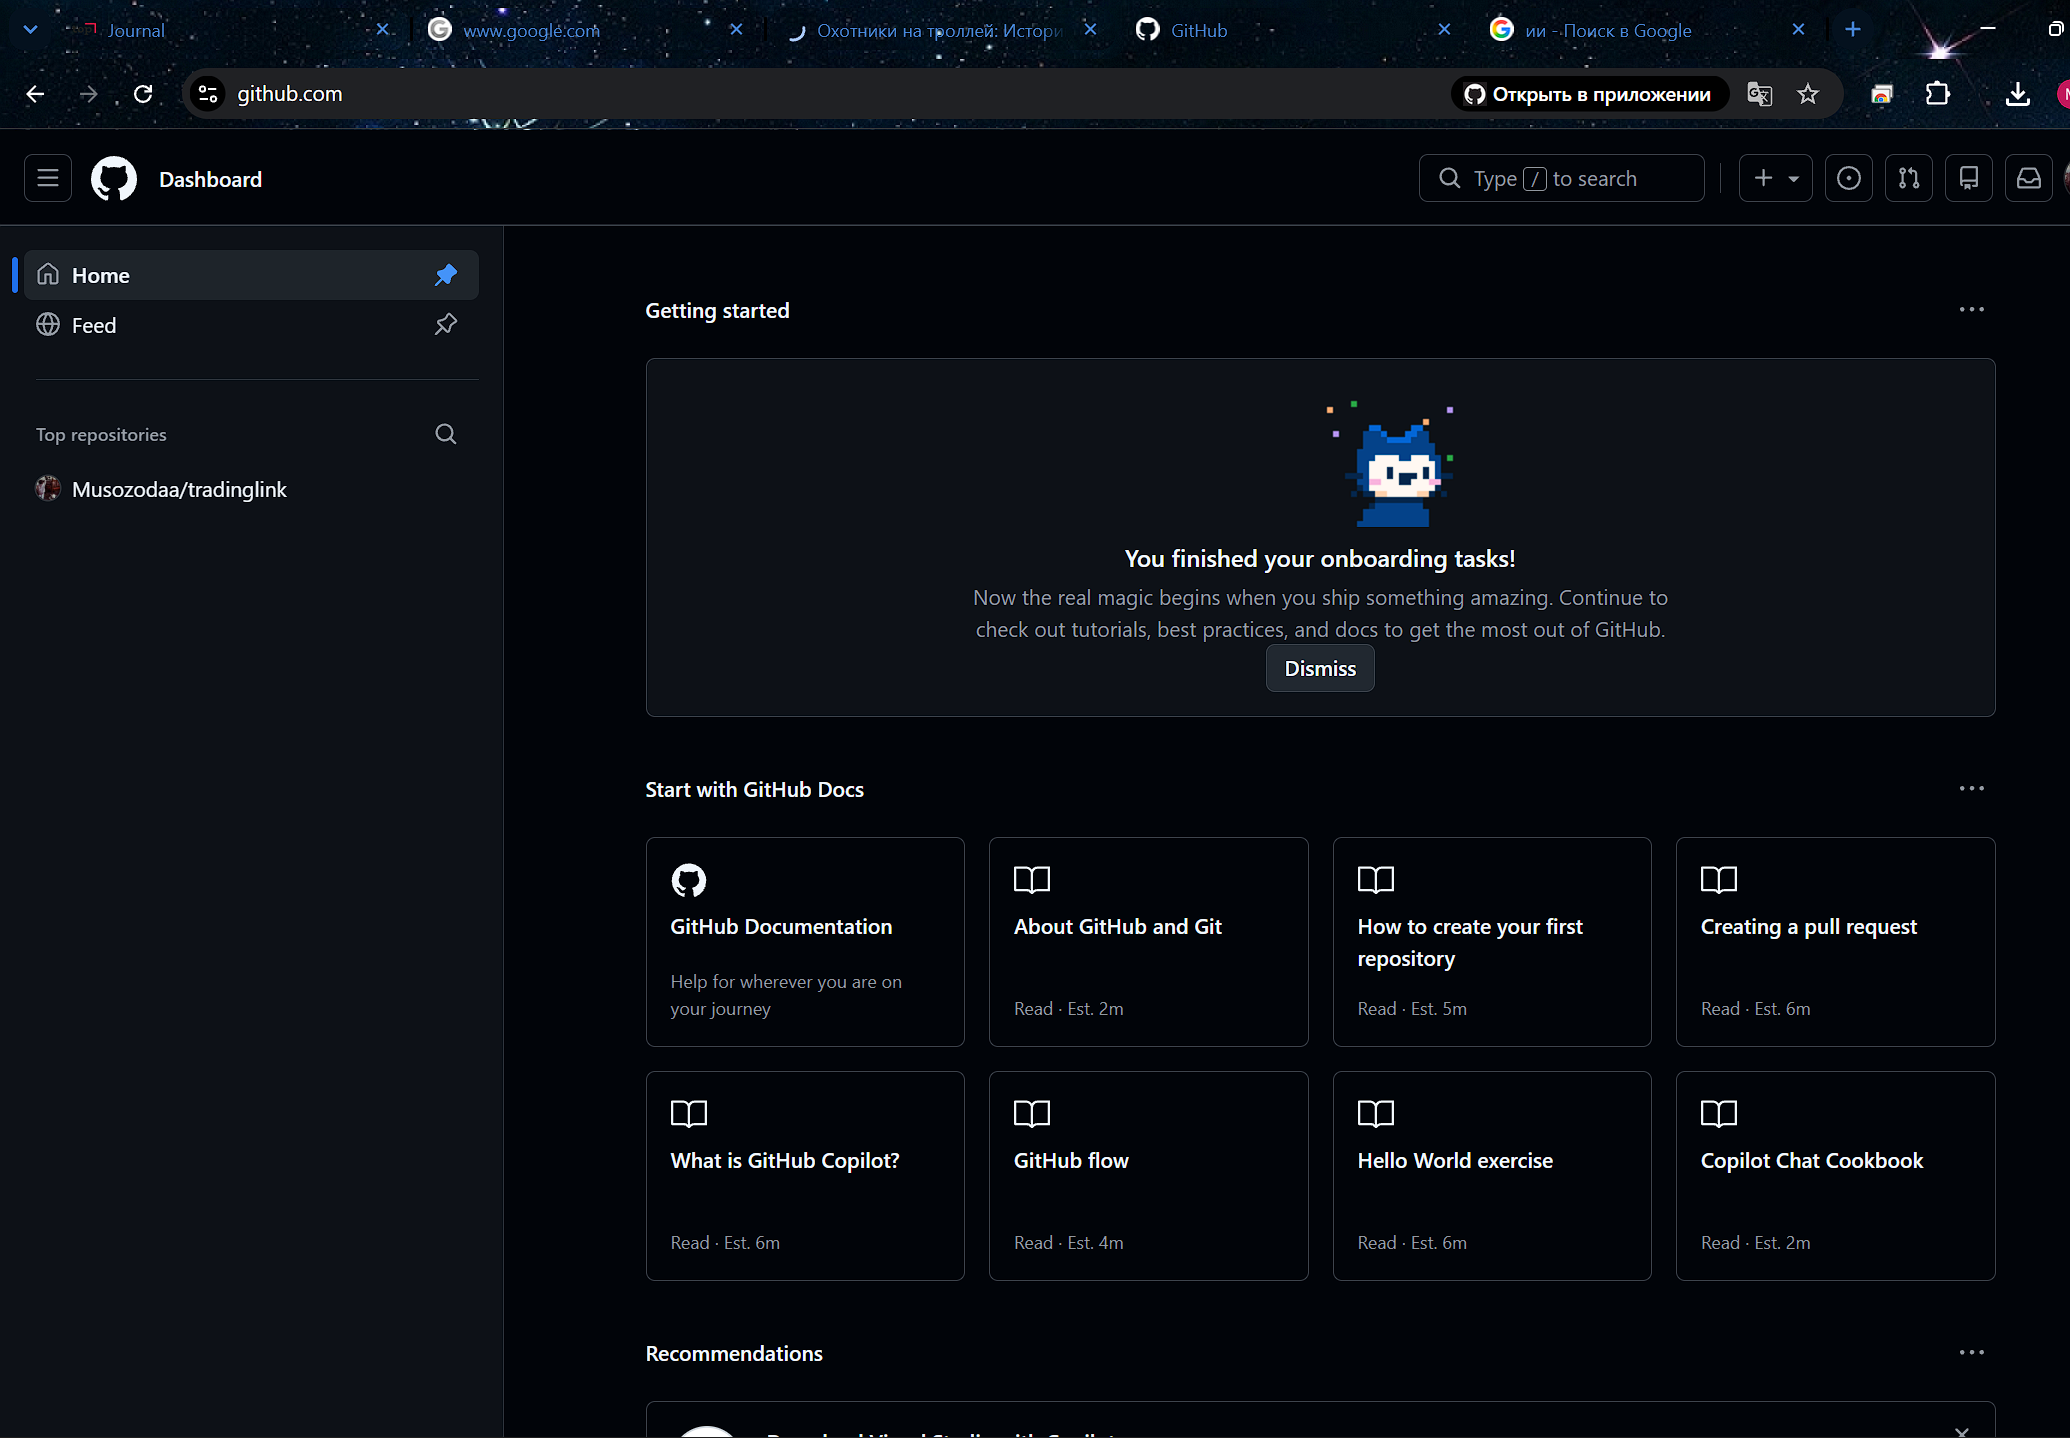 Journal
www.google.com
Охотники на троллей: Истори
GitHub
ии - Поиск в Google
github.com
Открыть в приложении
Dashboard
Type / to search
Home
Feed
Top repositories
Musozodaa/tradinglink
Getting started
You finished your onboarding tasks!
Now the real magic begins when you ship something amazing. Continue to
check out tutorials, best practices, and docs to get the most out of GitHub.
Dismiss
Start with GitHub Docs
GitHub Documentation
Help for wherever you are on
your journey
About GitHub and Git
Read · Est. 2m
How to create your first
repository
Read · Est. 5m
Creating a pull request
Read · Est. 6m
What is GitHub Copilot?
Read · Est. 6m
GitHub flow
Read · Est. 4m
Hello World exercise
Read · Est. 6m
Copilot Chat Cookbook
Read · Est. 2m
Recommendations